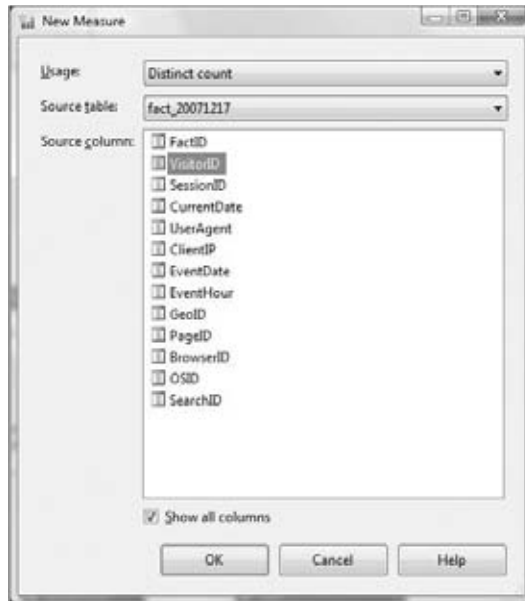 New Measure
Usage: Distinct count
Source table: fact_20071217
Source column: FactID
VisitorID
SessionID
CurrentDate
UserAgent
ClientIP
EventDate
EventHour
GeoID
PageID
BrowserID
OSID
SearchID
Show all columns
OK Cancel Help